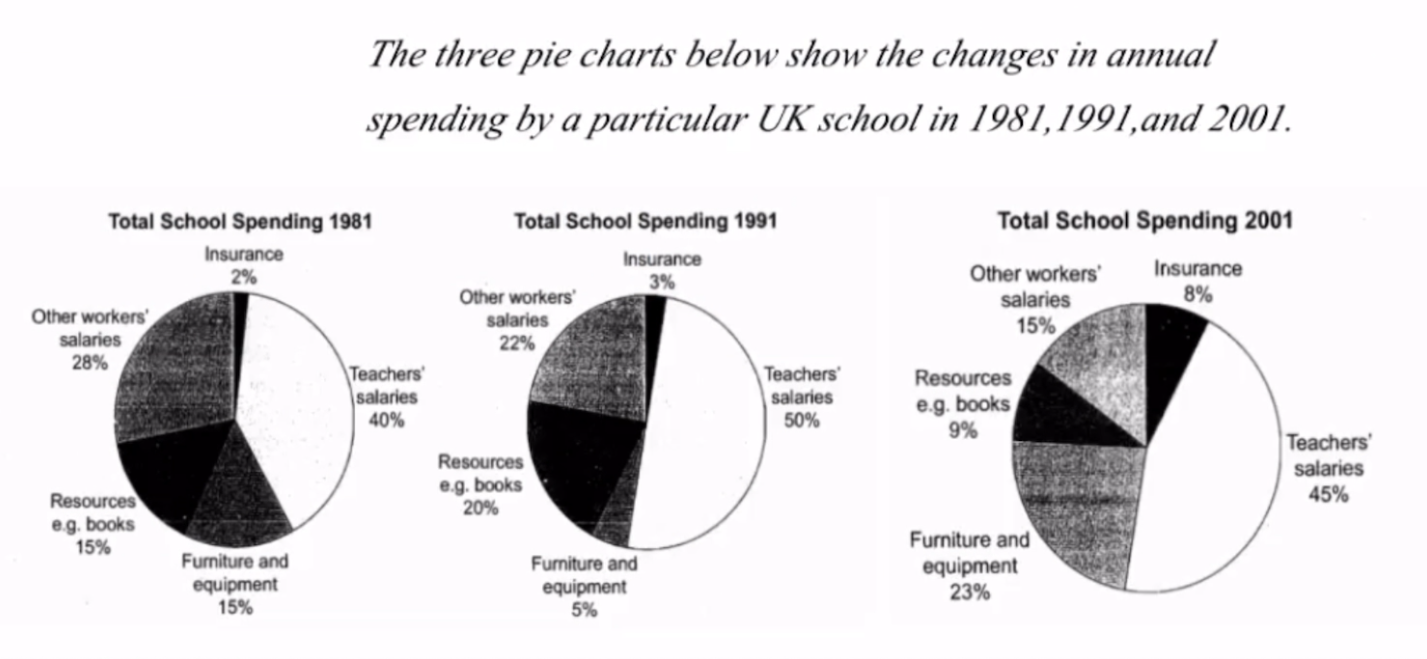 The three pie charts below show the changes in annual
spending by a particular UK school in 1981,1991,and 2001.
Total School Spending 1981
Insurance
2%
Other workers'
salaries
28%
Teachers'
salaries
40%
Resources
e.g. books
15%
Furniture and
equipment
15%
Total School Spending 1991
Insurance
3%
Other workers'
salaries
22%
Teachers'
salaries
50%
Resources
e.g. books
20%
Furniture and
equipment
5%
Total School Spending 2001
Other workers'
salaries
15%
Insurance
8%
Resources
e.g. books
9%
Teachers'
salaries
45%
Furniture and
equipment
23%